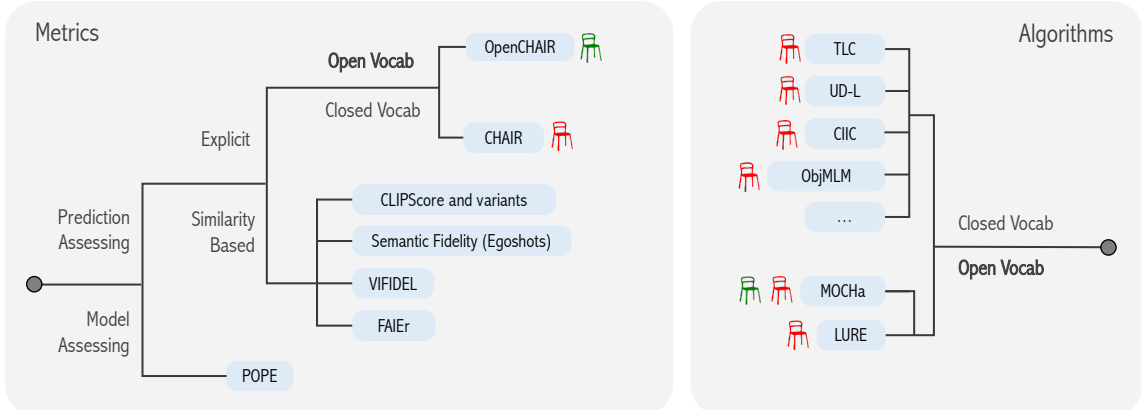 Metrics
OpenCHAIR
Open Vocab
Closed Vocab
CHAIR
Explicit
Prediction
Assessing
Similarity
Based
CLIPScore and variants
Semantic Fidelity (Egoshots)
VIFIDEL
FAIEr
Model
Assessing
POPE
Algorithms
TLC
UD-L
CIIC
ObjMLM
...
Closed Vocab
Open Vocab
MOCHa
LURE